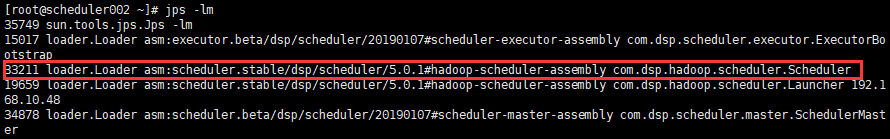 [root@scheduler002 ~]# jps -lm
35749 sun.tools.jps.Jps -lm
15017 loader.Loader asm:executor.beta/dsp/scheduler/20190107#scheduler-executor-assembly com.dsp.scheduler.executor.ExecutorBo
otstrap
33211 loader.Loader asm:scheduler.stable/dsp/scheduler/5.0.1#hadoop-scheduler-assembly com.dsp.hadoop.scheduler.Scheduler
19659 loader.Loader asm:scheduler.stable/dsp/scheduler/5.0.1#hadoop-scheduler-assembly com.dsp.hadoop.scheduler.Launcher 192.1
68.10.48
34878 loader.Loader asm:scheduler.beta/dsp/scheduler/20190107#scheduler-master-assembly com.dsp.scheduler.master.SchedulerMast
er